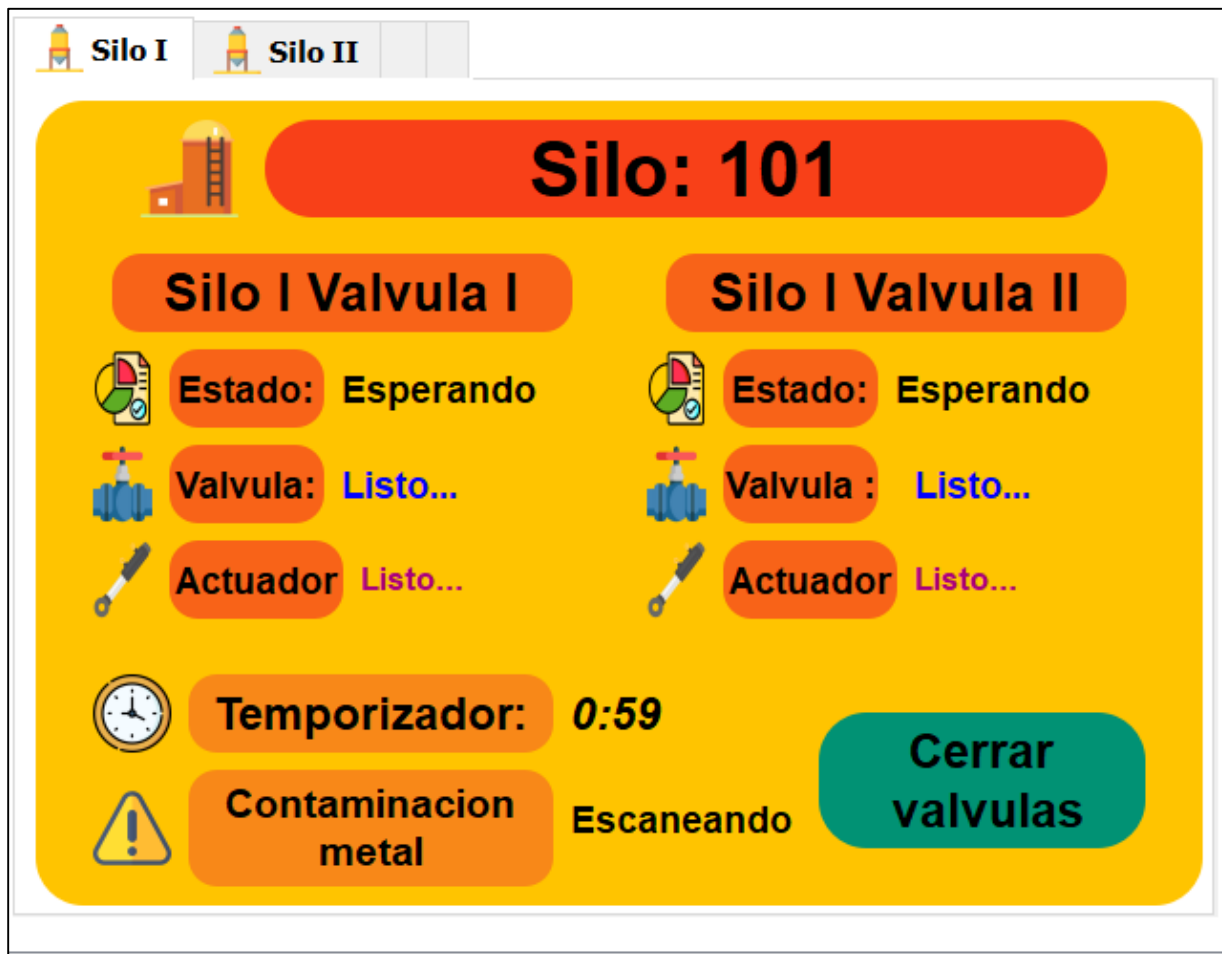 Silo I
Silo II
Silo: 101
Silo I Valvula I
Silo I Valvula II
Estado: Esperando
Estado: Esperando
Valvula: Listo...
Valvula : Listo...
Actuador Listo...
Actuador Listo...
Temporizador: 0:59
Contaminacion
metal
Escaneando
Cerrar
valvulas